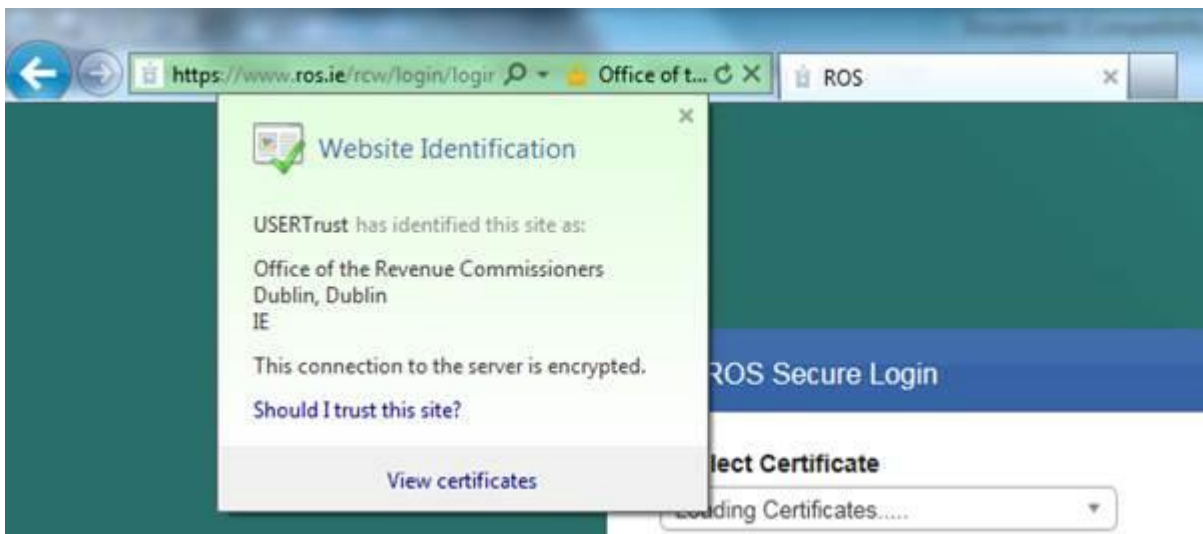 https://www.ros.ie/rcw/login/logir
Office of t...
ROS
Website Identification
USERTrust has identified this site as:
Office of the Revenue Commissioners
Dublin, Dublin
IE
This connection to the server is encrypted.
Should I trust this site?
View certificates
ROS Secure Login
lect Certificate
Loading Certificates.....